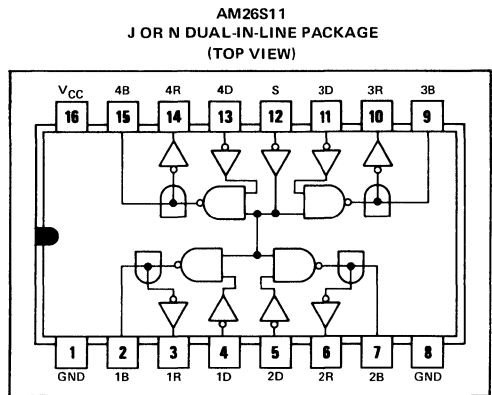 AM26S11
J OR N DUAL-IN-LINE PACKAGE
(TOP VIEW)
VCC 4B 4R 4D S 3D 3R 3B
16 15 14 13 12 11 10 9
1 2 3 4 5 6 7 8
GND 1B 1R 1D 2D 2R 2B GND